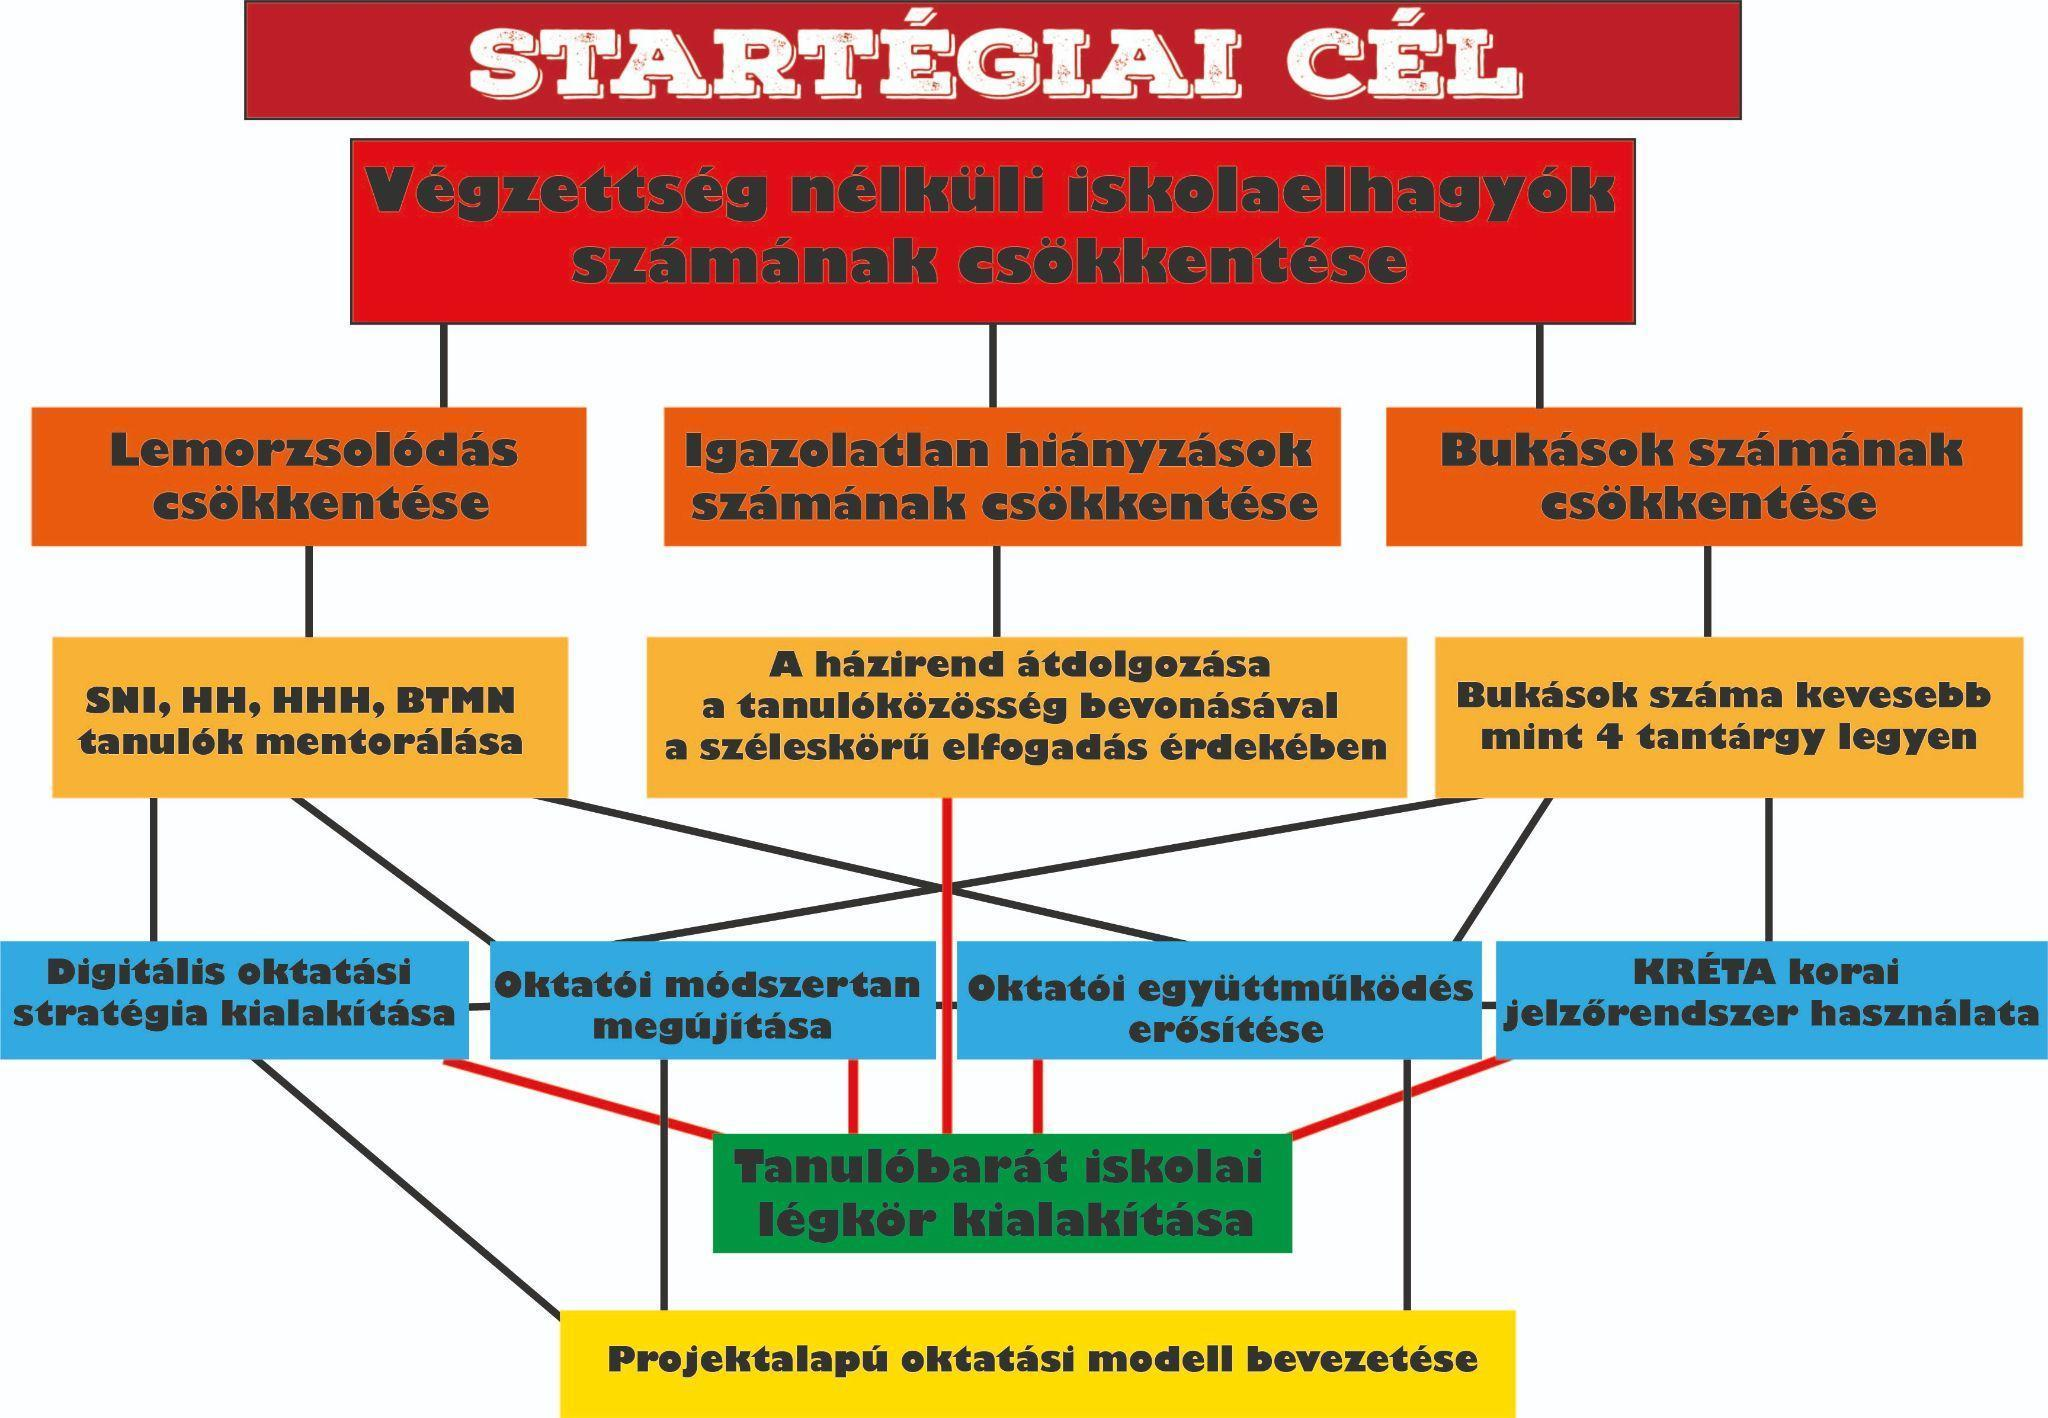 STARTÉGIAI CÉL
Végzettség nélküli iskolaelhagyók
számának csökkentése
Lemorzsolódás
csökkentése
Igazolatlan hiányzások
számának csökkentése
Bukások számának
csökkentése
SNI, HH, HHH, BTMN
tanulók mentorálása
A házirend átdolgozása
a tanulóközösség bevonásával
a széleskörű elfogadás érdekében
Bukások száma kevesebb
mint 4 tantárgy legyen
Digitális oktatási
stratégia kialakítása
Oktatói módszertan
megújítása
Oktatói együttműködés
erősítése
KRÉTA korai
jelzőrendszer használata
Tanulóbarát iskolai
légkör kialakítása
Projektalapú oktatási modell bevezetése